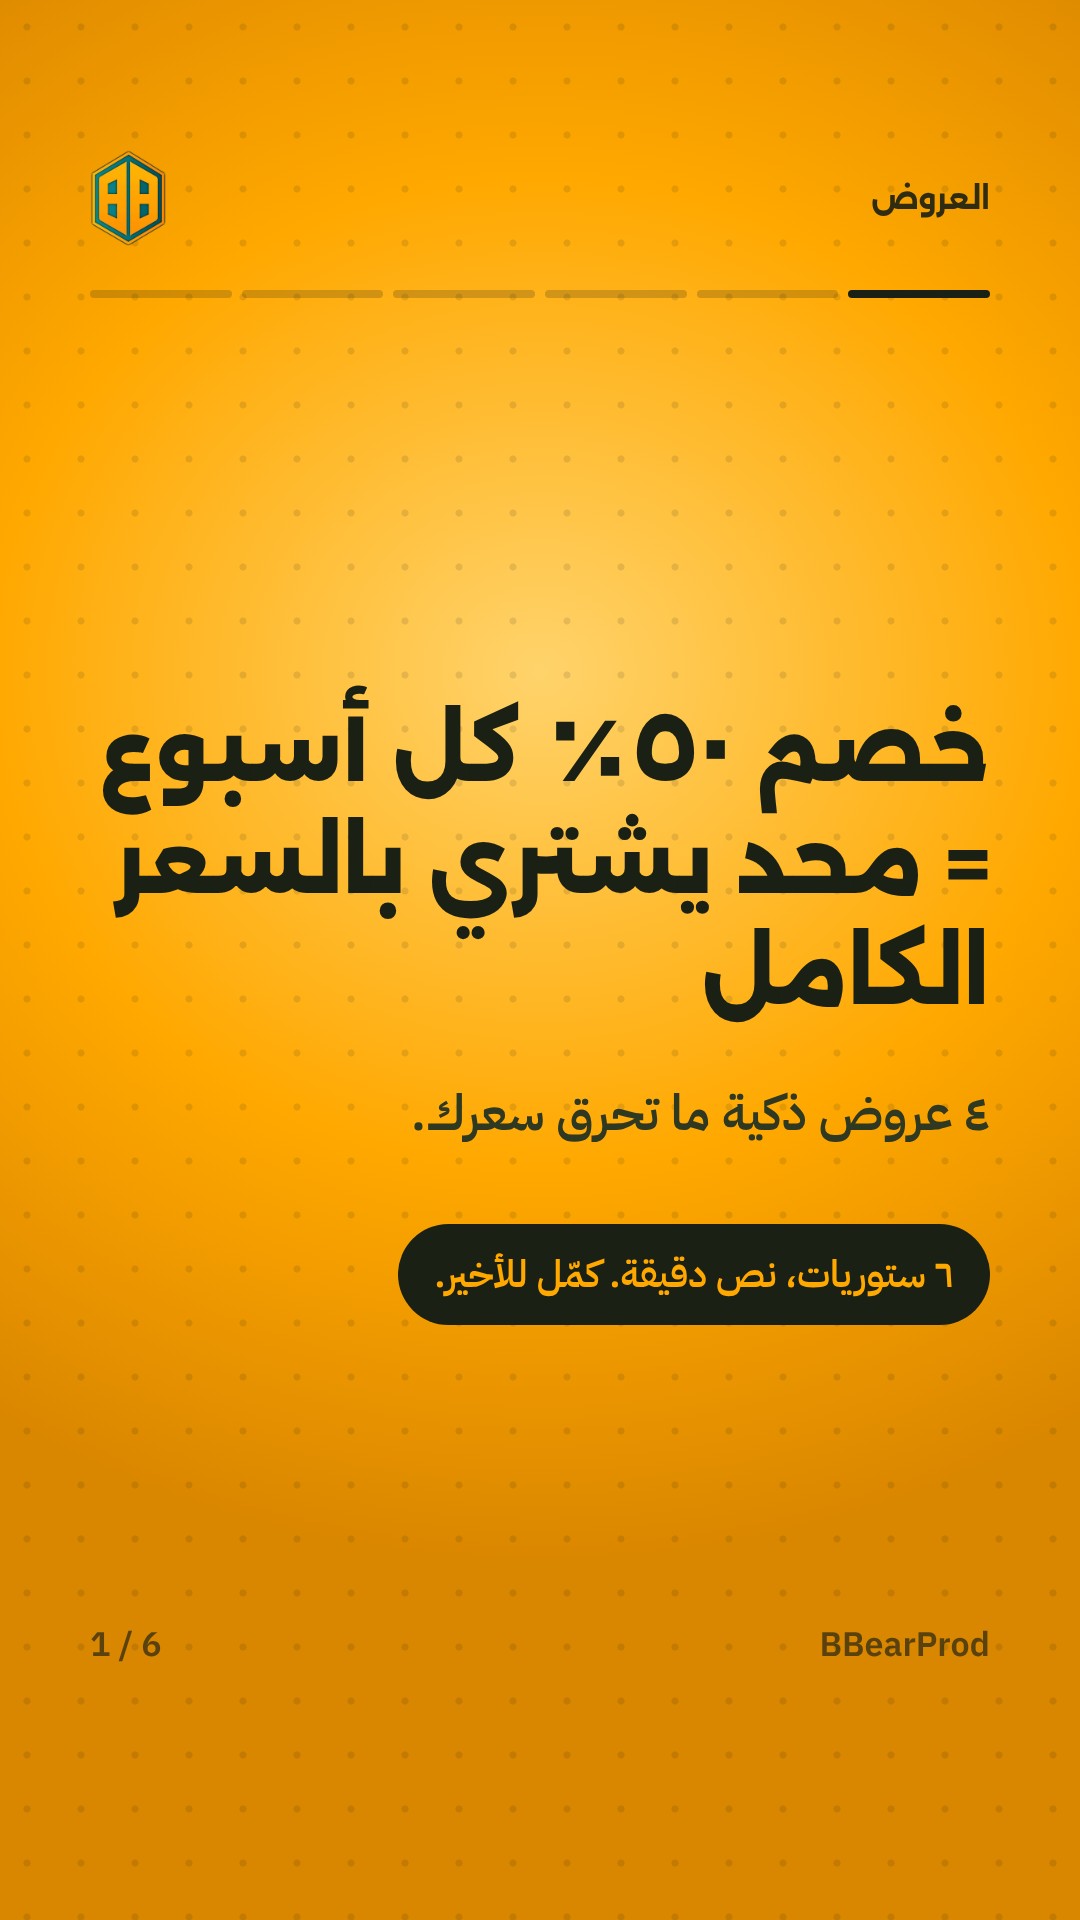 العروض
خصم ٥٠٪ كل أسبوع
= محد يشتري بالسعر
الكامل
٤ عروض ذكية ما تحرق سعرك.
٦ ستوريات، نص دقيقة. كمّل للأخير.
BBearProd
1 / 6